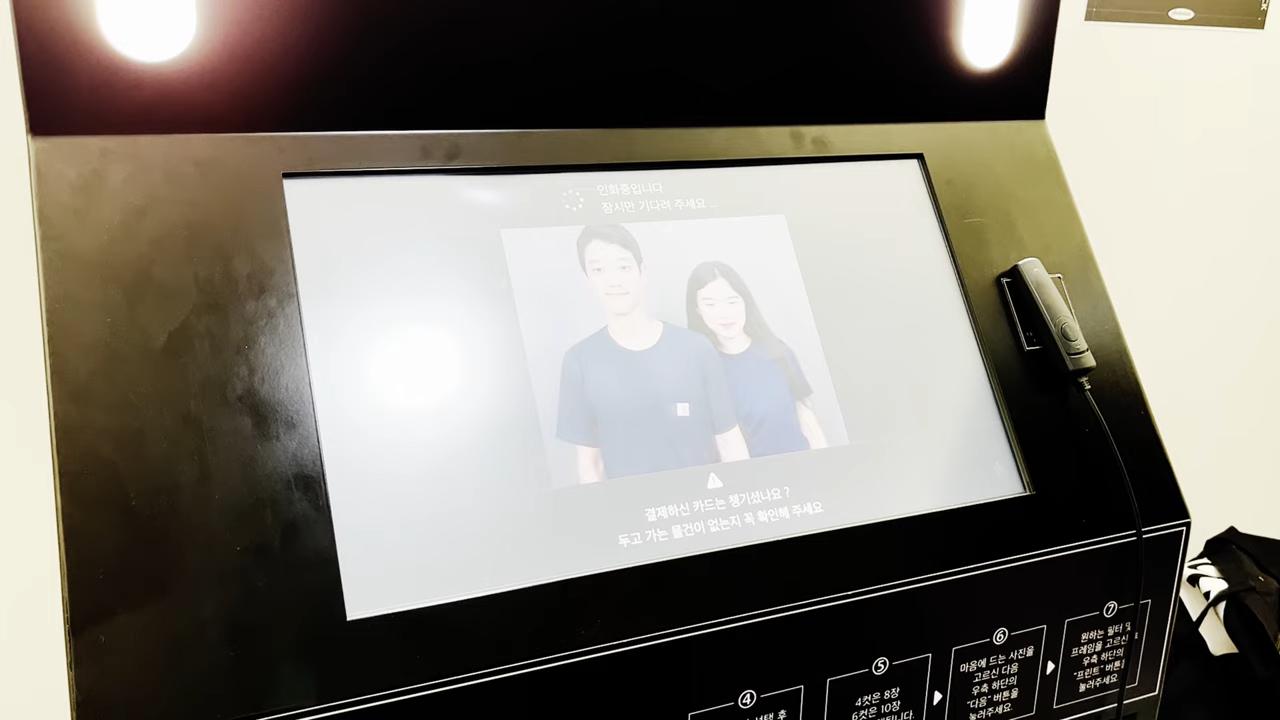 인화중입니다
잠시만 기다려 주세요 ...
결제하신 카드는 챙기셨나요 ?
두고 가는 물건이 없는지 꼭 확인해 주세요
④
후
⑤
4컷은 8장
6컷은 10장
⑥
마음에 드는 사진을
고르신 다음
우측 하단의
"다음" 버튼을
눌러주세요.
⑦
원하는 필터 및
프레임을 고르신
우측 하단의
"프린트" 버튼을
눌러주세요